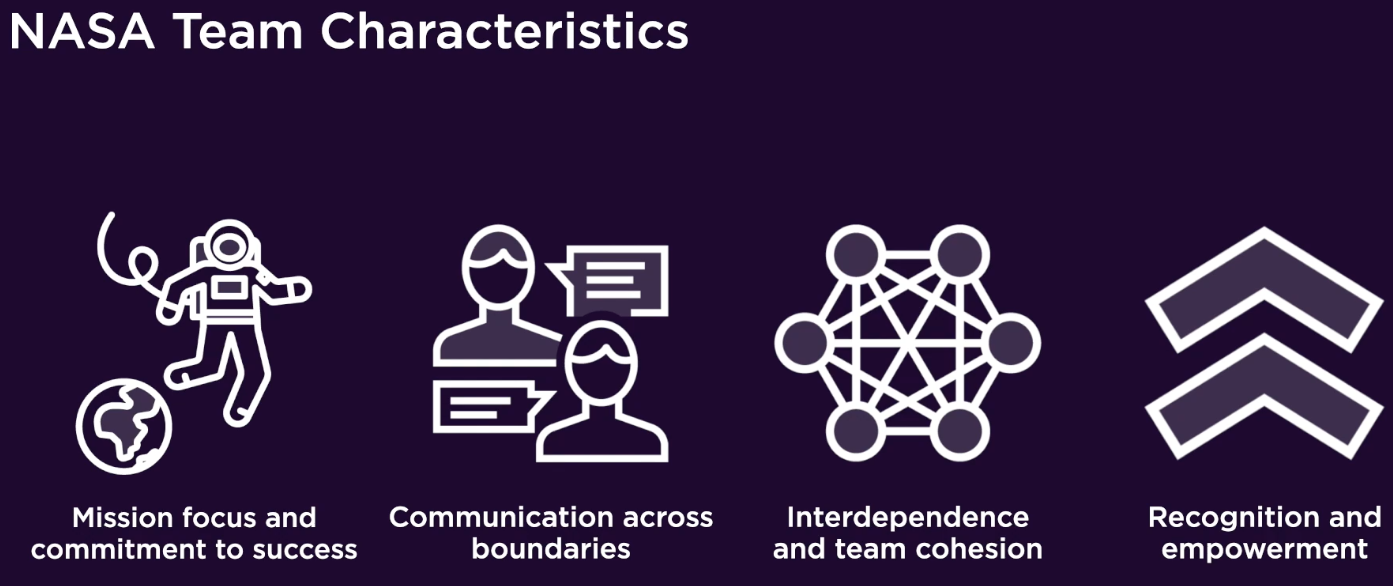 NASA Team Characteristics
Mission focus and
commitment to success
Communication across
boundaries
Interdependence
and team cohesion
Recognition and
empowerment